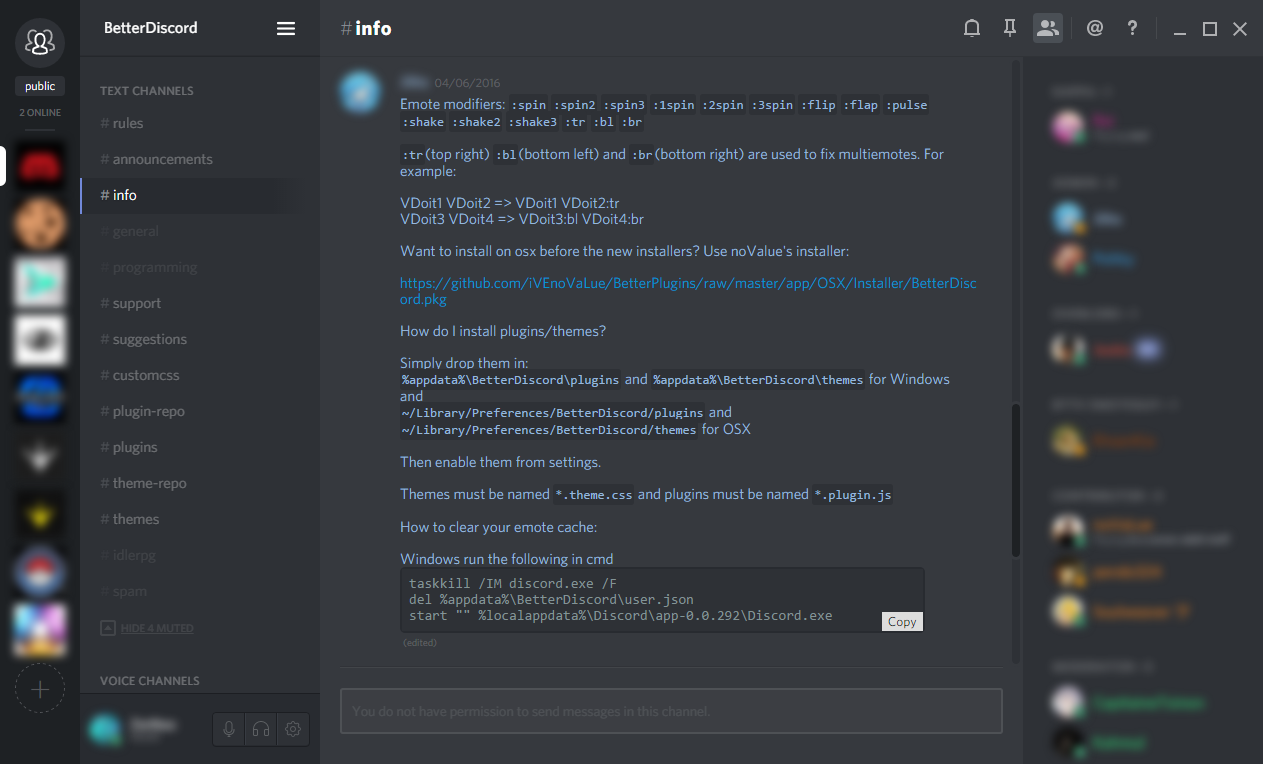 public
2 ONLINE
BetterDiscord
TEXT CHANNELS
# rules
# announcements
# info
# general
# programming
# support
# suggestions
# customcss
# plugin-repo
# plugins
# theme-repo
# themes
# idlerpg
# spam
HIDE 4 MUTED
VOICE CHANNELS
# info
@ ?
04/06/2016
Emote modifiers: :spin :spin2 :spin3 :1spin :2spin :3spin :flip :flap :pulse
:shake :shake2 :shake3 :tr :bl :br
:tr(top right) :bl(bottom left) and :br(bottom right) are used to fix multiemotes. For
example:
VDoit1 VDoit2 => VDoit1 VDoit2:tr
VDoit3 VDoit4 => VDoit3:bl VDoit4:br
Want to install on osx before the new installers? Use noValue's installer:
https://github.com/iVEnoVaLue/BetterPlugins/raw/master/app/OSX/Installer/BetterDisc
ord.pkg
How do I install plugins/themes?
Simply drop them in:
%appdata%\BetterDiscord\plugins and %appdata%\BetterDiscord\themes for Windows
and
~/Library/Preferences/BetterDiscord/plugins and
~/Library/Preferences/BetterDiscord/themes for OSX
Then enable them from settings.
Themes must be named *.theme.css and plugins must be named *.plugin.js
How to clear your emote cache:
Windows run the following in cmd
taskkill /IM discord.exe /F
del %appdata%\BetterDiscord\user.json
start "" %localappdata%\Discord\app-0.0.292\Discord.exe
Copy
(edited)
You do not have permission to send messages in this channel.